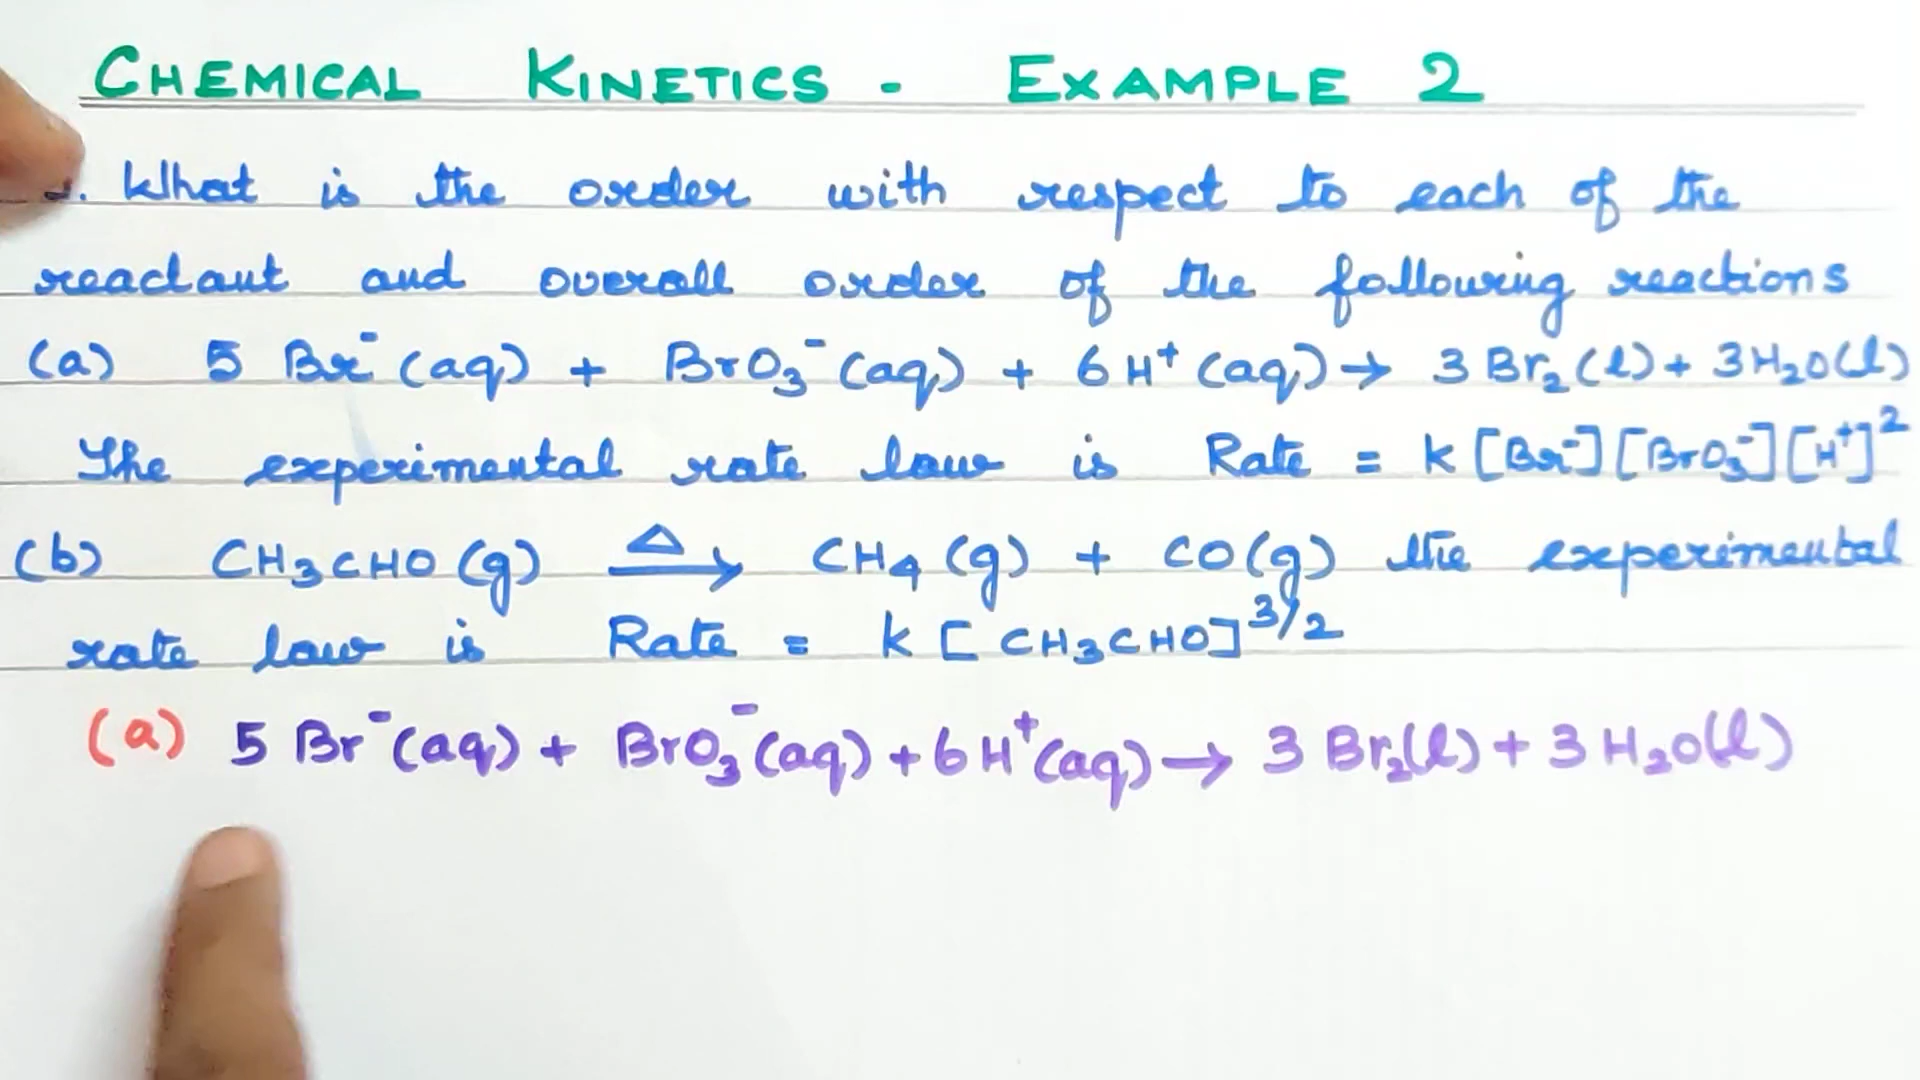 CHEMICAL KINETICS - EXAMPLE 2
. What is the order with respect to each of the
reactant and overall order of the following reactions
(a) 5 Br⁻ (aq) + BrO₃⁻ (aq) + 6 H⁺ (aq) → 3 Br₂ (l) + 3 H₂O (l)
The experimental rate law is Rate = k [Br⁻] [BrO₃⁻] [H⁺]²
(b) CH₃CHO (g) Δ→ CH₄ (g) + CO (g) the experimental
rate law is Rate = k [CH₃CHO]³/²
(a) 5 Br⁻ (aq) + BrO₃⁻ (aq) + 6 H⁺ (aq) → 3 Br₂ (l) + 3 H₂O (l)